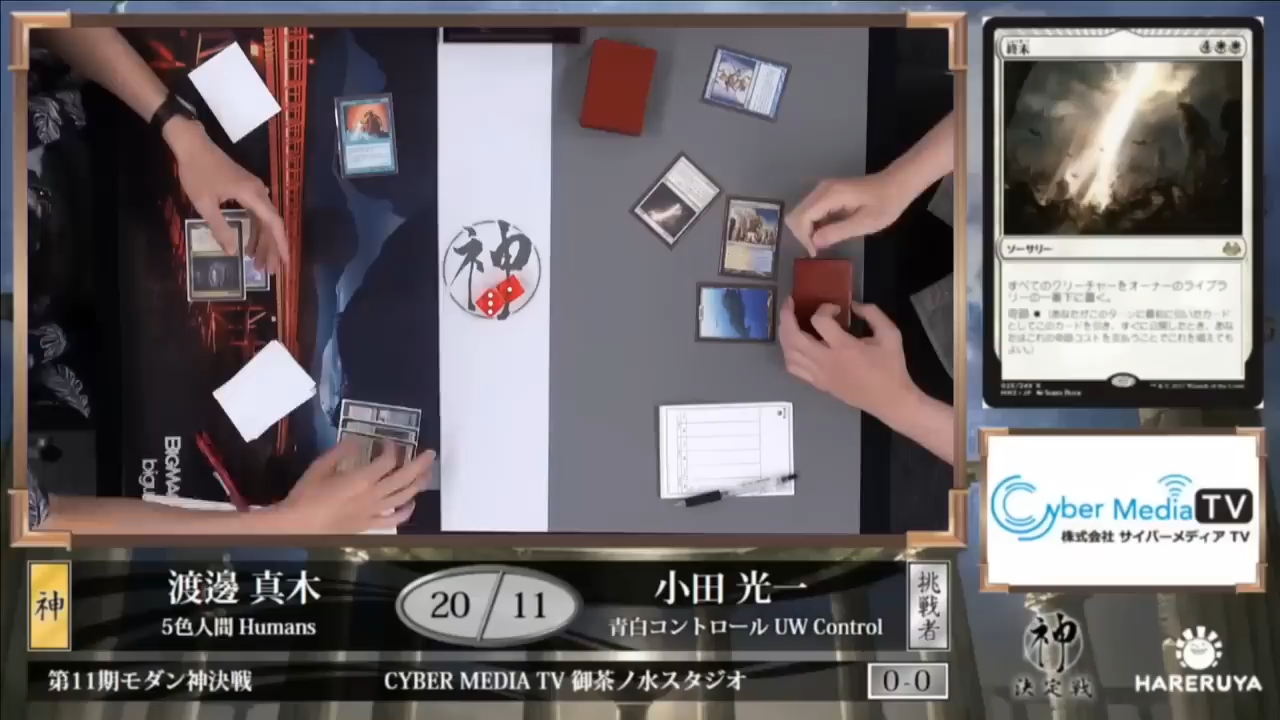 終末
ソーサリー
すべてのクリーチャーをオーナーのライブラ
リーの一番下に置く。
神
BIGMA
bigu
Cyber Media TV
株式会社 サイバーメディア TV
神
渡邊 真木
5色人間 Humans
20 / 11
小田 光一
青白コントロール UW Control
挑戦者
第11期モダン神決戦
CYBER MEDIA TV 御茶ノ水スタジオ
0-0
神
決定戦
HARERUYA